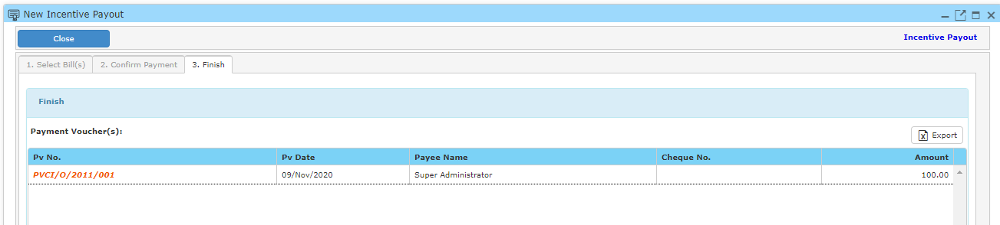 New Incentive Payout
Close
Incentive Payout
1. Select Bill(s) 2. Confirm Payment 3. Finish
Finish
Payment Voucher(s):
Export
Pv No. Pv Date Payee Name Cheque No. Amount
PVCI/O/2011/001 09/Nov/2020 Super Administrator 100.00